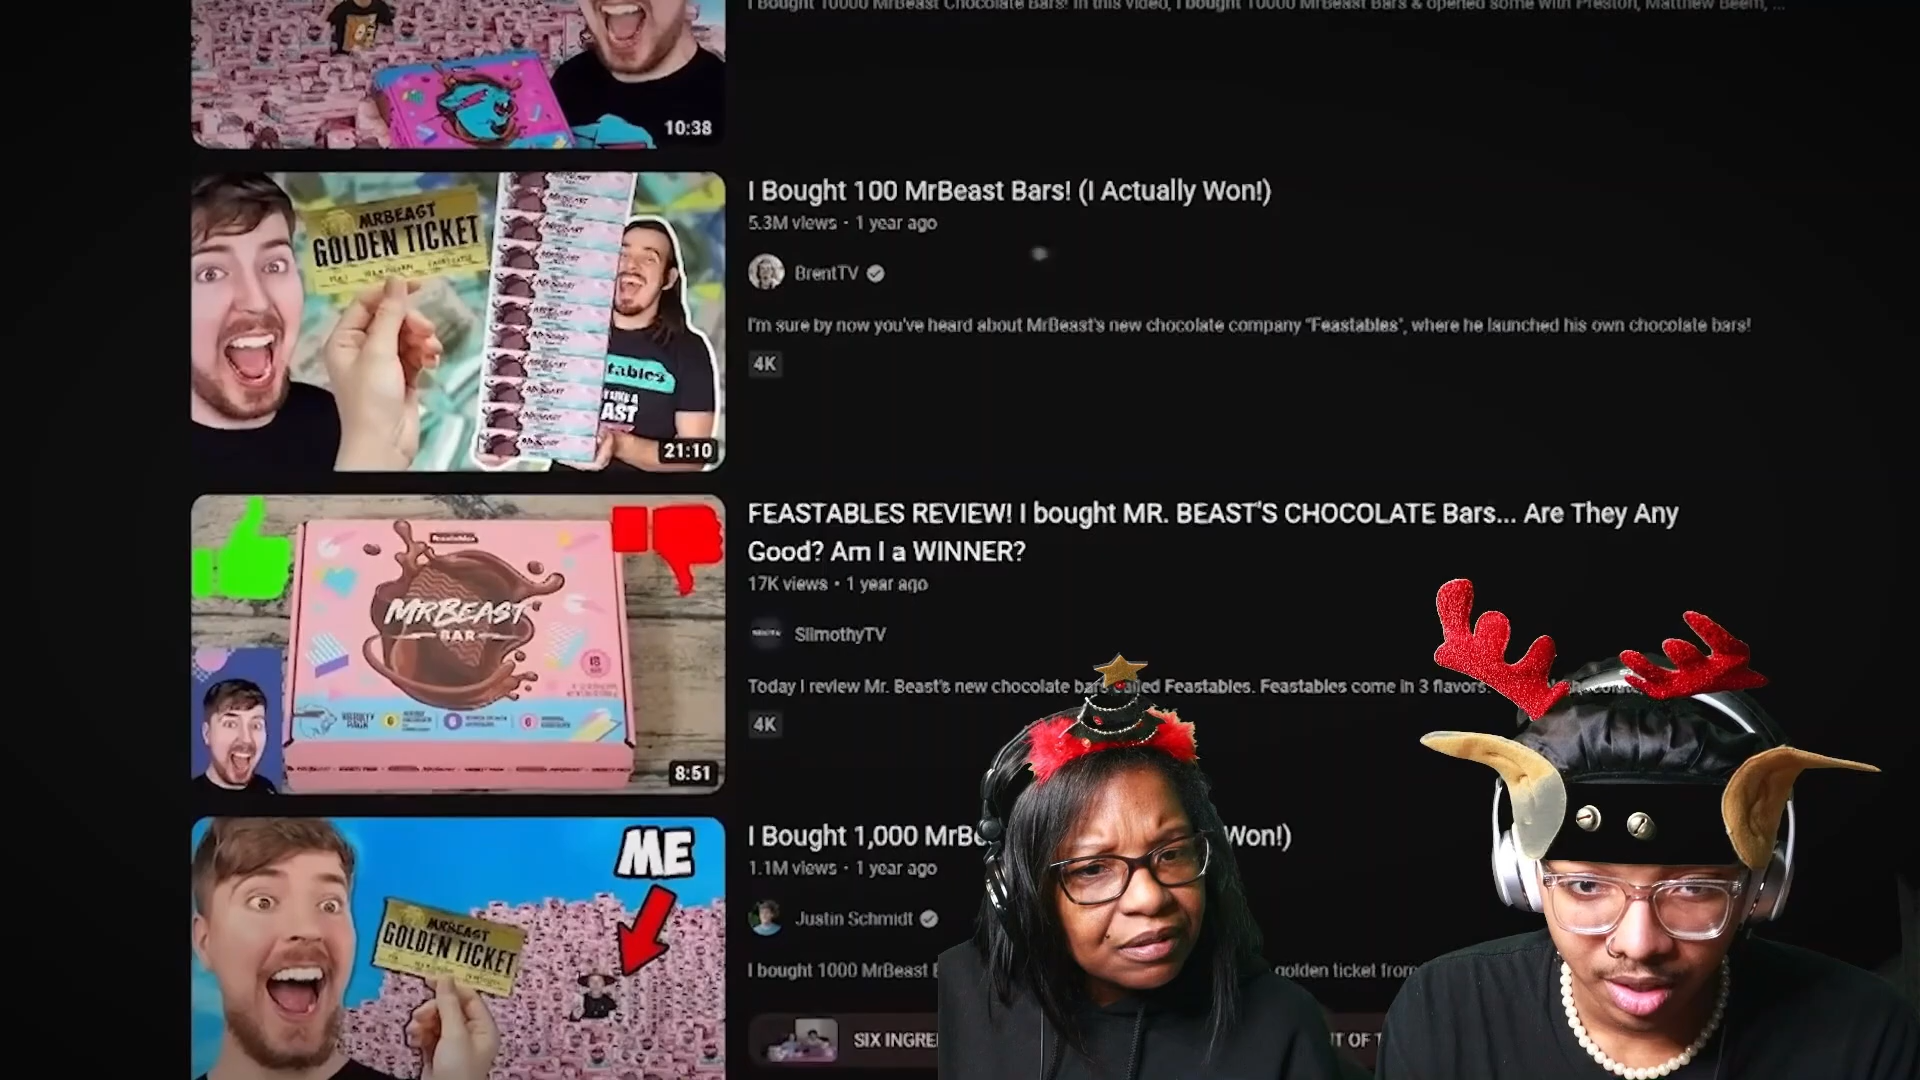 I Bought 10000 MrBeast Chocolate Bars! In this video, I bought 10000 MrBeast Bars & opened some with Preston, Matthew Beem, ...
10:38
MRBEAST
GOLDEN TICKET
tables
AST
21:10
I Bought 100 MrBeast Bars! (I Actually Won!)
5.3M views • 1 year ago
BrentTV
I'm sure by now you've heard about MrBeast's new chocolate company "Feastables", where he launched his own chocolate bars!
4K
MRBEAST
BAR
18
8:51
FEASTABLES REVIEW! I bought MR. BEAST'S CHOCOLATE Bars... Are They Any
Good? Am I a WINNER?
17K views • 1 year ago
SlimothyTV
Today I review Mr. Beast's new chocolate bars called Feastables. Feastables come in 3 flavors.
4K
ME
MRBEAST
GOLDEN TICKET
I Bought 1,000 MrBe Won!)
1.1M views • 1 year ago
Justin Schmidt
I bought 1000 MrBeast golden ticket from
SIX INGRE T OF